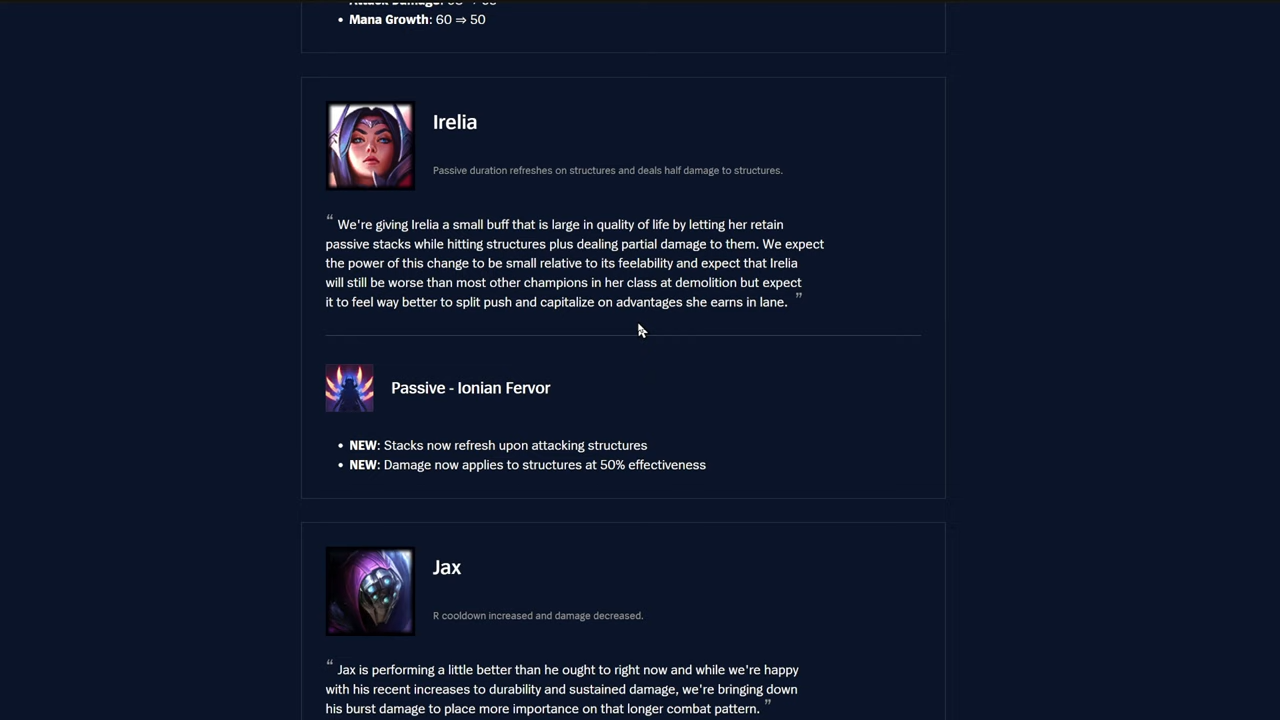 • Mana Growth: 60 ⇒ 50
Irelia
Passive duration refreshes on structures and deals half damage to structures.
“ We're giving Irelia a small buff that is large in quality of life by letting her retain
passive stacks while hitting structures plus dealing partial damage to them. We expect
the power of this change to be small relative to its feelability and expect that Irelia
will still be worse than most other champions in her class at demolition but expect
it to feel way better to split push and capitalize on advantages she earns in lane. ”
Passive - Ionian Fervor
• NEW: Stacks now refresh upon attacking structures
• NEW: Damage now applies to structures at 50% effectiveness
Jax
R cooldown increased and damage decreased.
“ Jax is performing a little better than he ought to right now and while we're happy
with his recent increases to durability and sustained damage, we're bringing down
his burst damage to place more importance on that longer combat pattern. ”